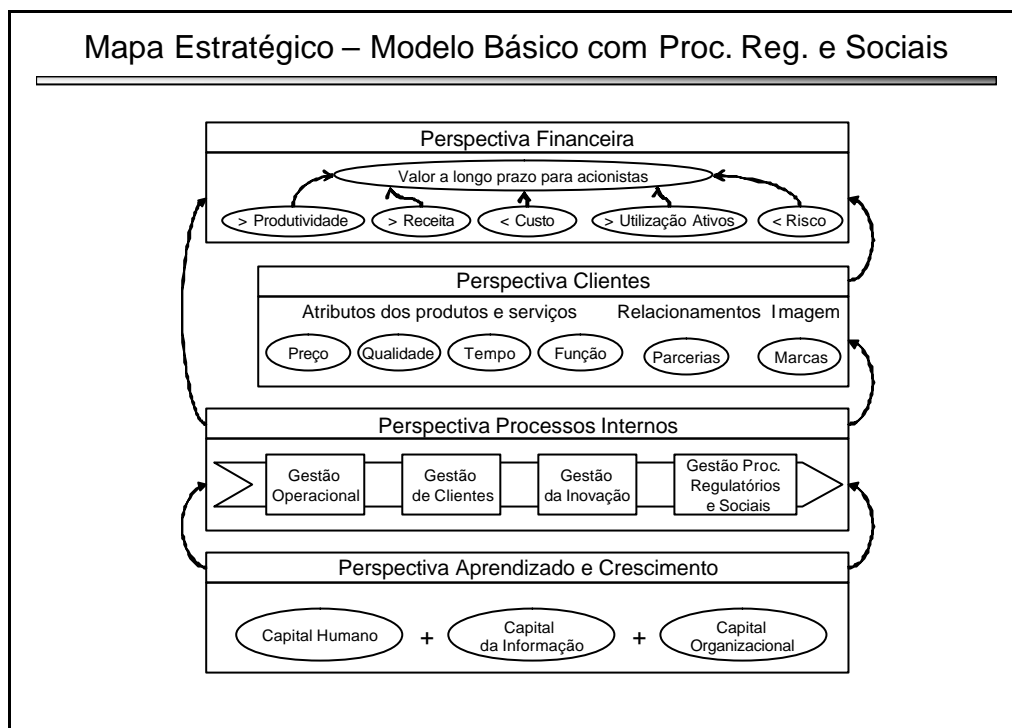 Mapa Estratégico – Modelo Básico com Proc. Reg. e Sociais
Perspectiva Financeira
Valor a longo prazo para acionistas
> Produtividade
> Receita
< Custo
> Utilização Ativos
< Risco
Perspectiva Clientes
Atributos dos produtos e serviços
Relacionamentos
Imagem
Preço
Qualidade
Tempo
Função
Parcerias
Marcas
Perspectiva Processos Internos
Gestão
Operacional
Gestão
de Clientes
Gestão
da Inovação
Gestão Proc.
Regulatórios
e Sociais
Perspectiva Aprendizado e Crescimento
Capital Humano
+
Capital
da Informação
+
Capital
Organizacional